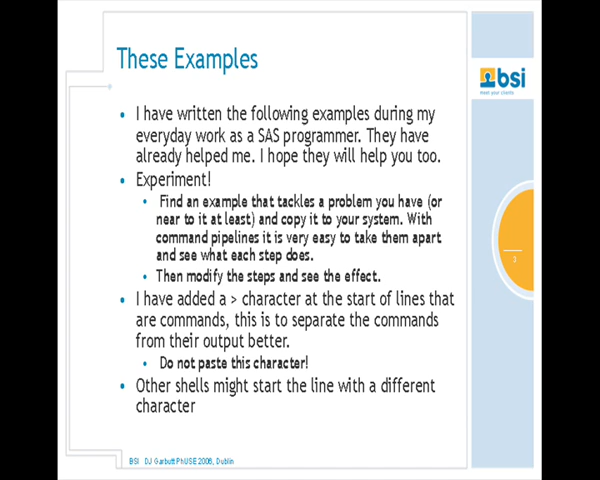 These Examples
bsi
meet your charts
• I have written the following examples during my
everyday work as a SAS programmer. They have
already helped me. I hope they will help you too.
• Experiment!
• Find an example that tackles a problem you have (or
near to it at least) and copy it to your system. With
command pipelines it is very easy to take them apart
and see what each step does.
• Then modify the steps and see the effect.
• I have added a > character at the start of lines that
are commands, this is to separate the commands
from their output better.
• Do not paste this character!
• Other shells might start the line with a different
character
3
BSI DJ Garbutt PhUSE 2006, Dublin